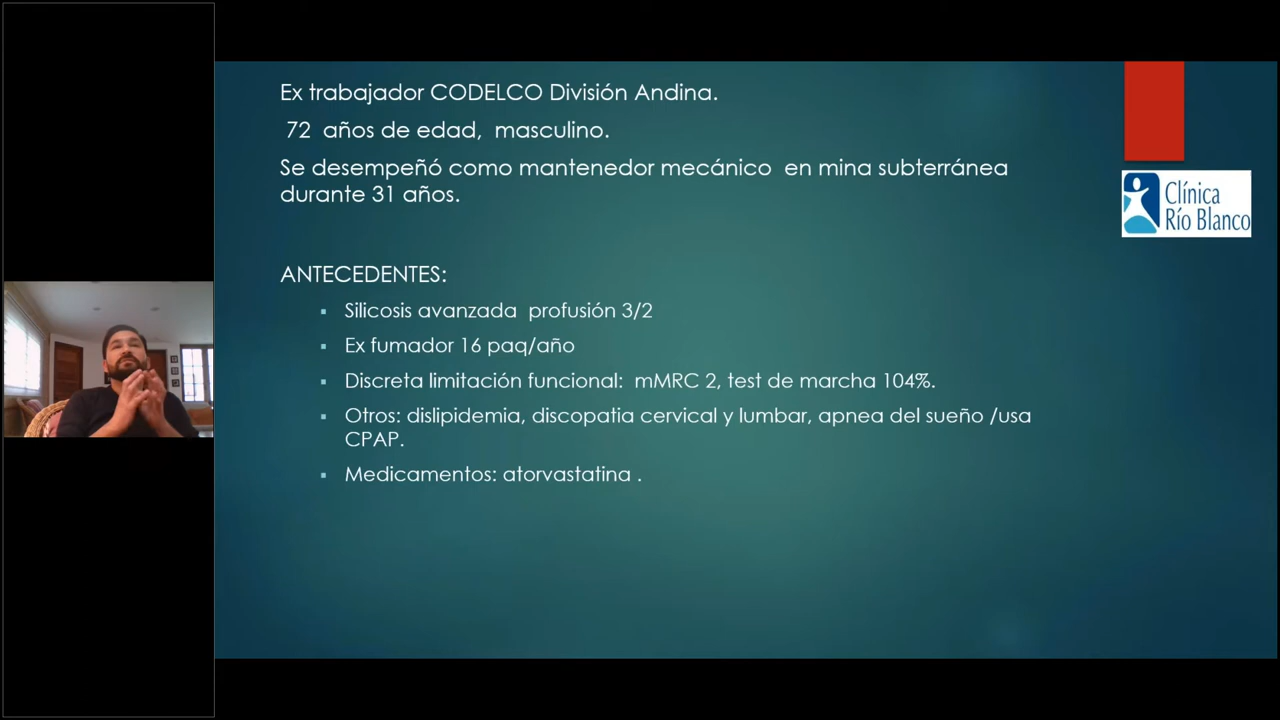 Ex trabajador CODELCO División Andina.
72 años de edad, masculino.
Se desempeñó como mantenedor mecánico en mina subterránea
durante 31 años.
Clínica
Río Blanco
ANTECEDENTES:
Silicosis avanzada profusión 3/2
Ex fumador 16 paq/año
Discreta limitación funcional: mMRC 2, test de marcha 104%.
Otros: dislipidemia, discopatia cervical y lumbar, apnea del sueño /usa
CPAP.
Medicamentos: atorvastatina .